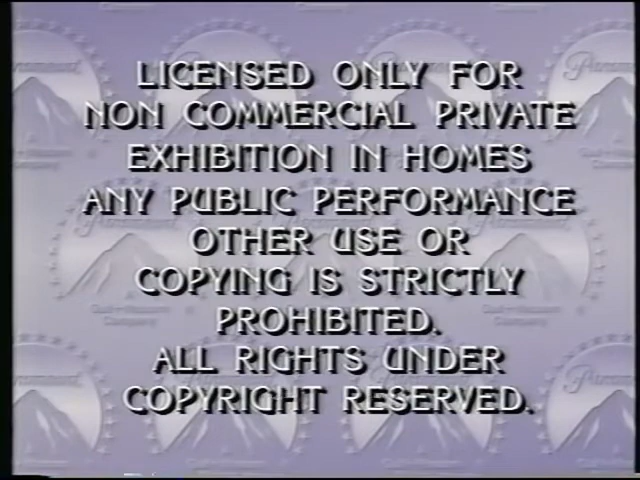 LICENSED ONLY FOR
NON COMMERCIAL PRIVATE
EXHIBITION IN HOMES
ANY PUBLIC PERFORMANCE
OTHER USE OR
COPYING IS STRICTLY
PROHIBITED.
ALL RIGHTS UNDER
COPYRIGHT RESERVED.